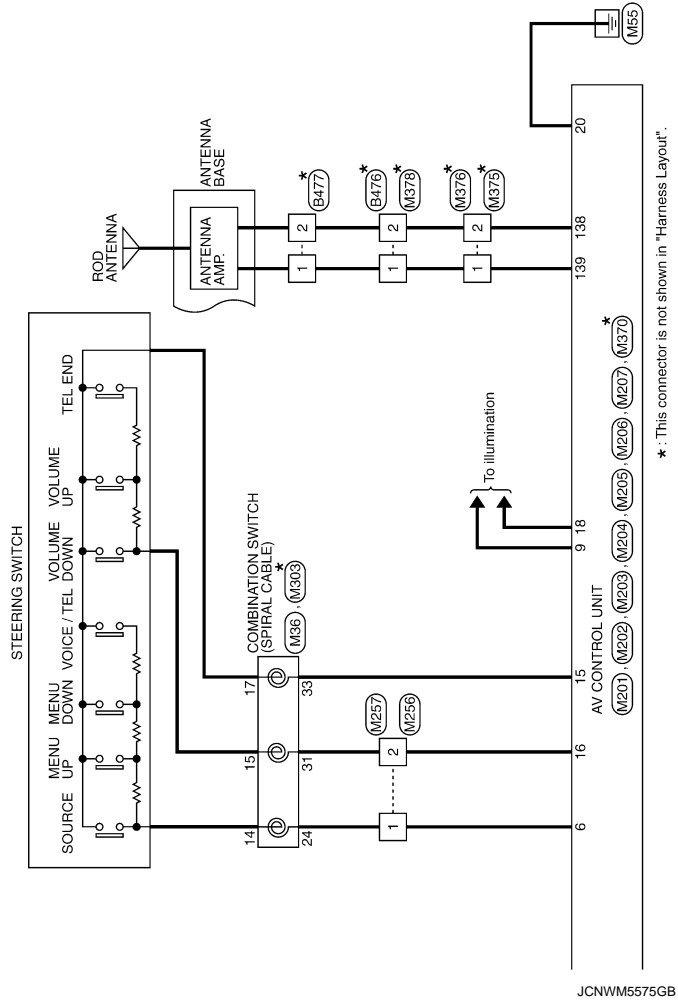 STEERING SWITCH
SOURCE
MENU
UP
MENU
DOWN
VOICE / TEL
VOLUME
DOWN
VOLUME
UP
TEL END
ROD
ANTENNA
ANTENNA
BASE
ANTENNA
AMP.
COMBINATION SWITCH
(SPIRAL CABLE)
M36 , M303 *
14
15
17
24
31
33
M257
M256
1
2
1
2
* B477
1
2
* B476
* M378
1
2
* M376
* M375
To illumination
6
16
15
9
18
139
138
20
M55
AV CONTROL UNIT
M201 , M202 , M203 , M204 , M205 , M206 , M207 , M370 *
* : This connector is not shown in "Harness Layout".
JCNWM5575GB